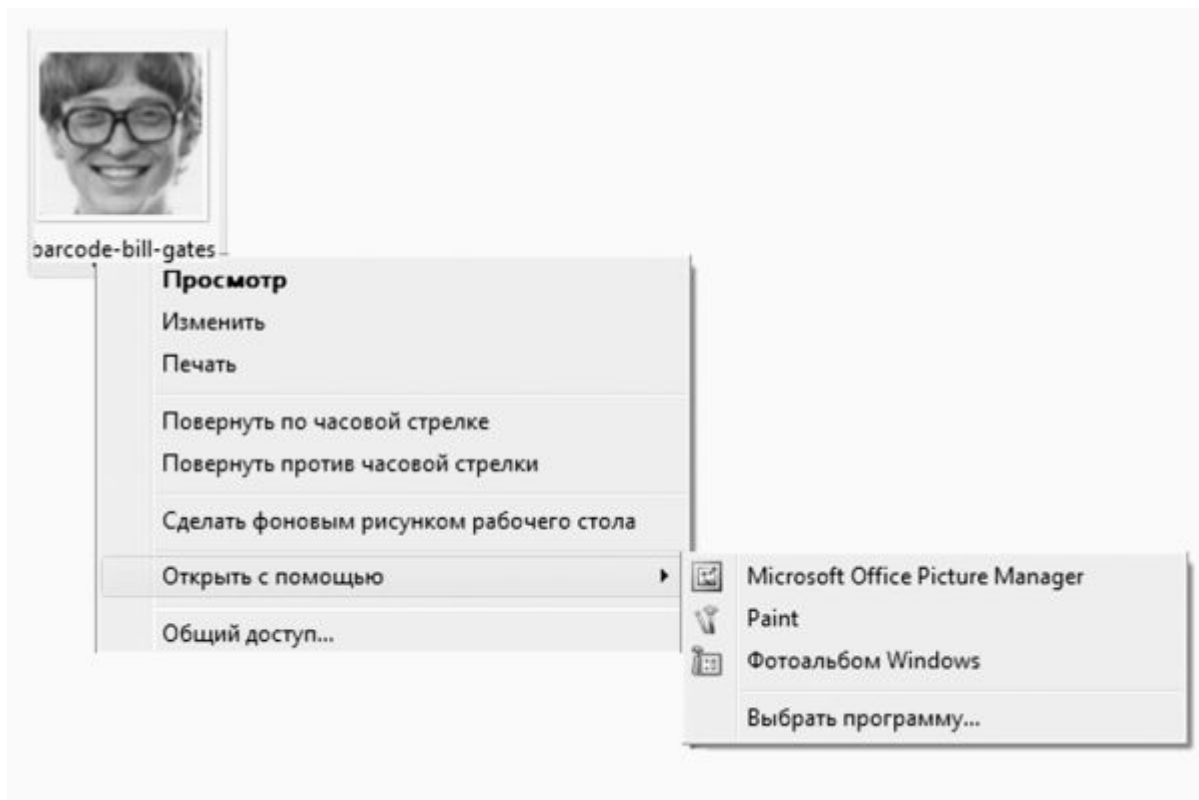 barcode-bill-gates
Просмотр
Изменить
Печать
Повернуть по часовой стрелке
Повернуть против часовой стрелки
Сделать фоновым рисунком рабочего стола
Открыть с помощью
Общий доступ...
Microsoft Office Picture Manager
Paint
Фотоальбом Windows
Выбрать программу...